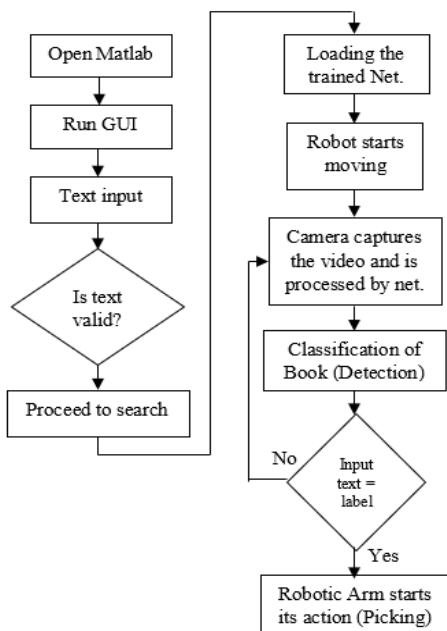 Open Matlab
Run GUI
Text input
Is text
valid?
Proceed to search
Loading the
trained Net.
Robot starts
moving
Camera captures
the video and is
processed by net.
Classification of
Book (Detection)
No
Input
text =
label
Yes
Robotic Arm starts
its action (Picking)